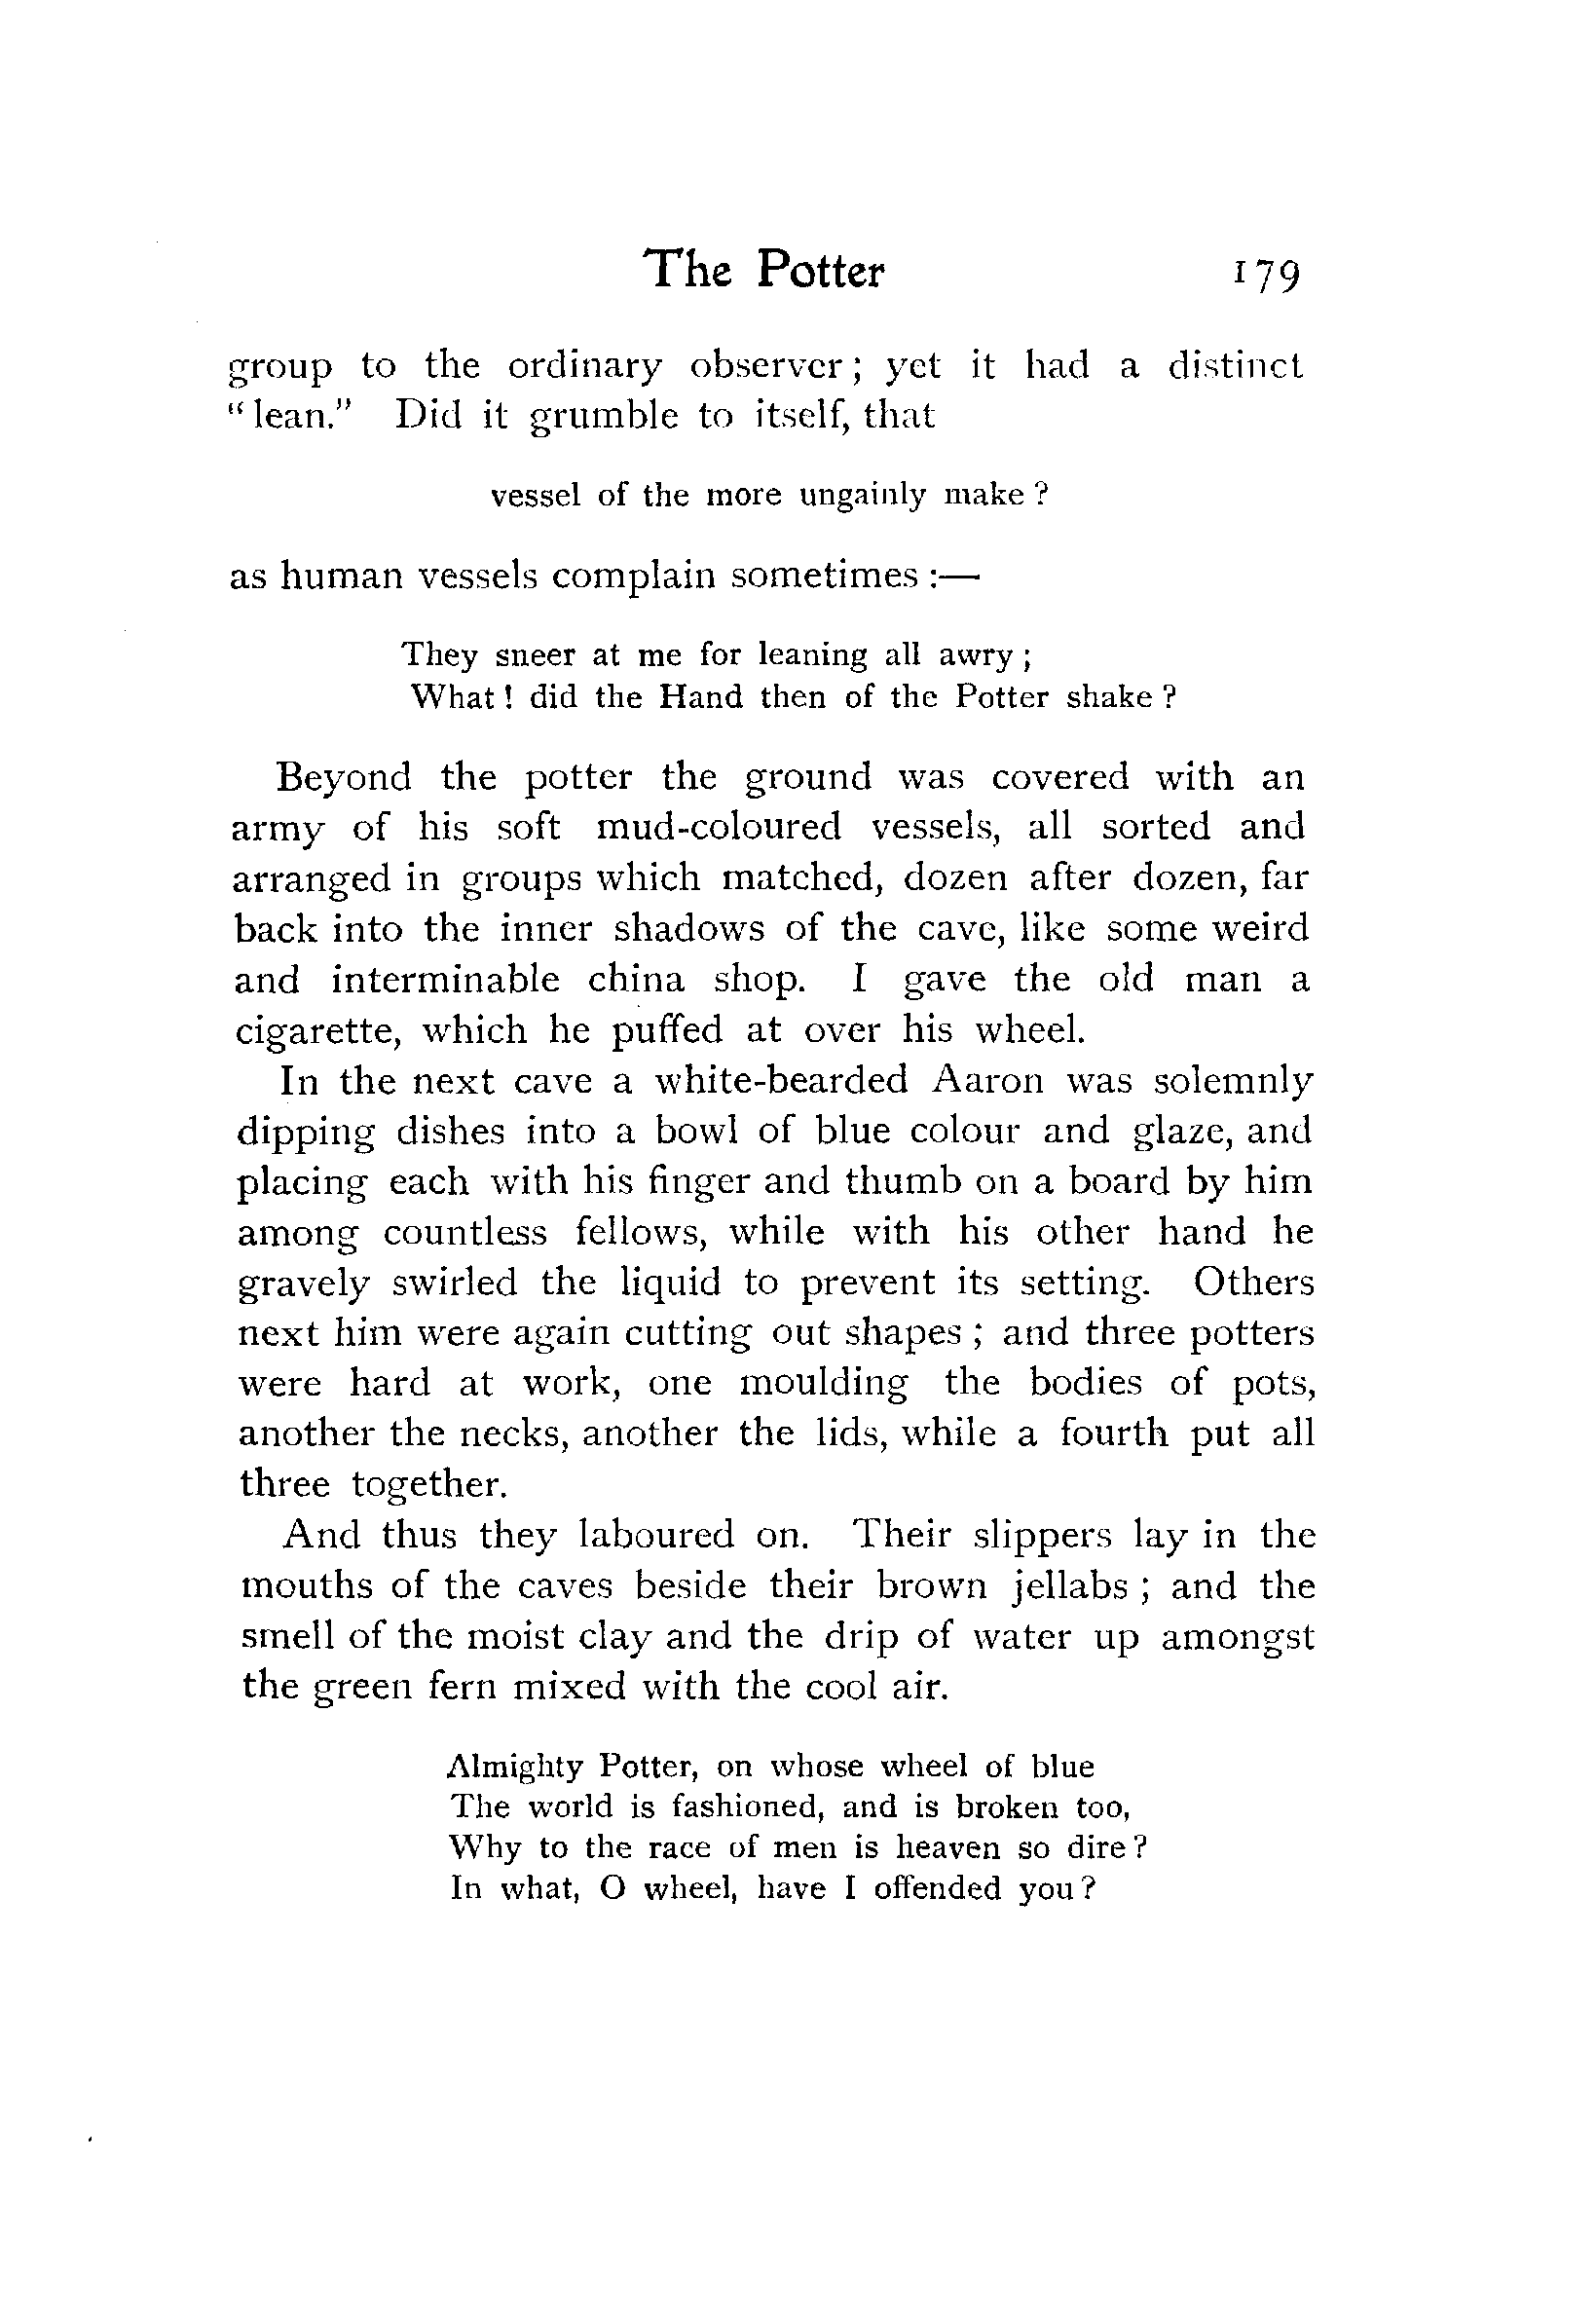 The Potter 179
group to the ordinary observer; yet it had a distinct
"lean." Did it grumble to itself, that
vessel of the more ungainly make?
as human vessels complain sometimes:—
They sneer at me for leaning all awry;
What! did the Hand then of the Potter shake?
Beyond the potter the ground was covered with an
army of his soft mud-coloured vessels, all sorted and
arranged in groups which matched, dozen after dozen, far
back into the inner shadows of the cave, like some weird
and interminable china shop. I gave the old man a
cigarette, which he puffed at over his wheel.
In the next cave a white-bearded Aaron was solemnly
dipping dishes into a bowl of blue colour and glaze, and
placing each with his finger and thumb on a board by him
among countless fellows, while with his other hand he
gravely swirled the liquid to prevent its setting. Others
next him were again cutting out shapes; and three potters
were hard at work, one moulding the bodies of pots,
another the necks, another the lids, while a fourth put all
three together.
And thus they laboured on. Their slippers lay in the
mouths of the caves beside their brown jellabs; and the
smell of the moist clay and the drip of water up amongst
the green fern mixed with the cool air.
Almighty Potter, on whose wheel of blue
The world is fashioned, and is broken too,
Why to the race of men is heaven so dire?
In what, O wheel, have I offended you?